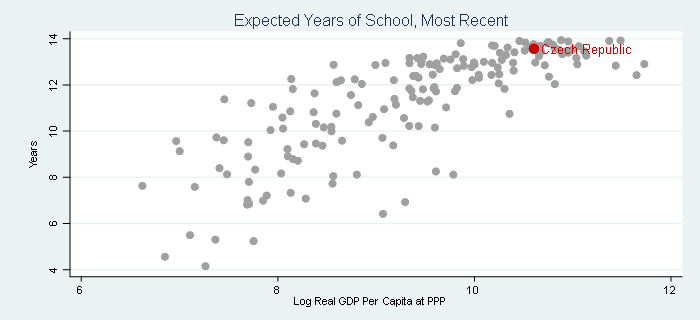 Expected Years of School, Most Recent
14
12
10
8
6
4
Years
Czech Republic
6
8
10
12
Log Real GDP Per Capita at PPP